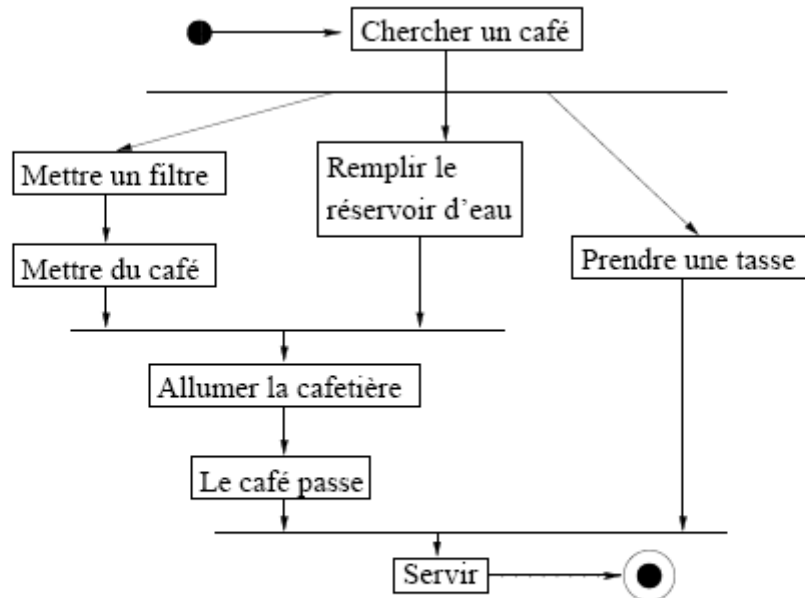 Chercher un café
Mettre un filtre
Remplir le
réservoir d’eau
Mettre du café
Prendre une tasse
Allumer la cafetière
Le café passe
Servir